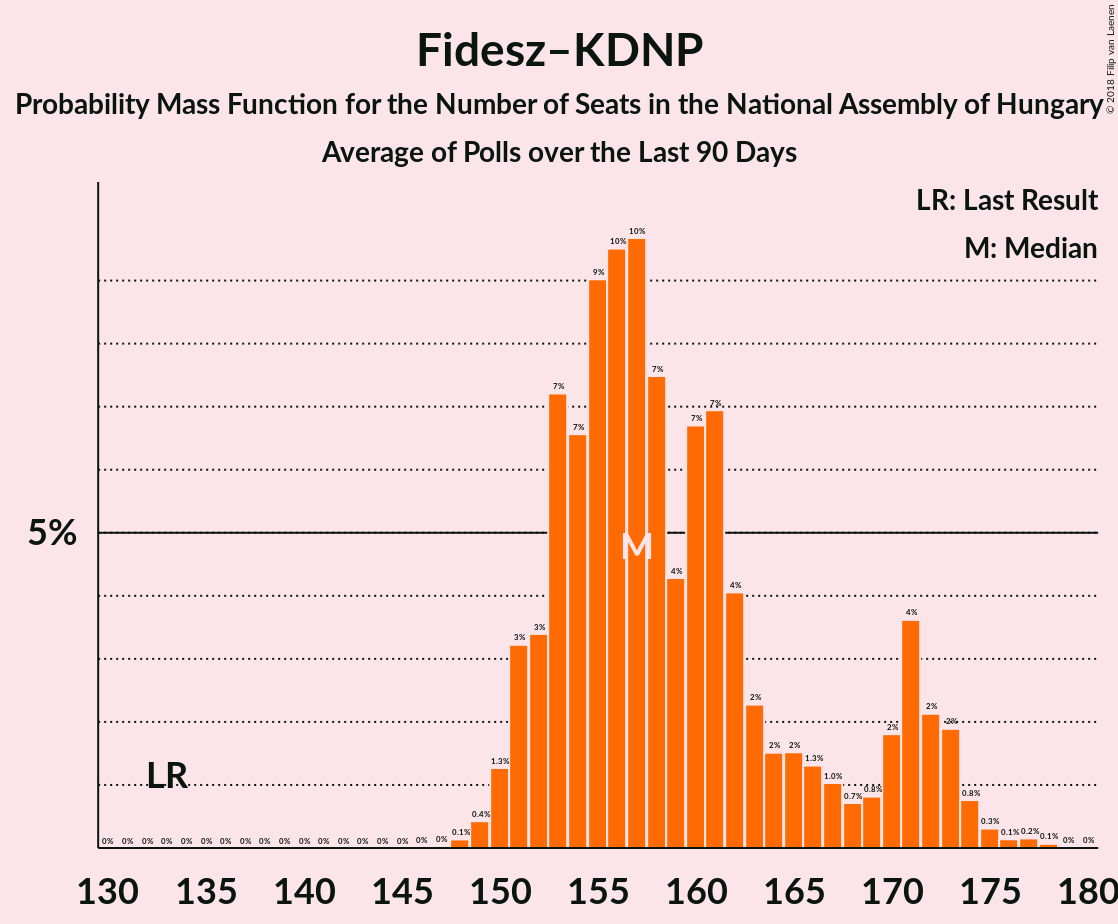 Fidesz–KDNP
Probability Mass Function for the Number of Seats in the National Assembly of Hungary
Average of Polls over the Last 90 Days
© 2018 Filip van Laenen
LR: Last Result
M: Median
5%
LR
M
0% 0% 0% 0% 0% 0% 0% 0% 0% 0% 0% 0% 0% 0% 0% 0% 0% 0% 0.1% 0.4% 1.3% 3% 3% 7% 7% 9% 10% 10% 7% 4% 7% 7% 4% 2% 2% 2% 1.3% 1.0% 0.7% 0.8% 2% 4% 2% 2% 0.8% 0.3% 0.1% 0.2% 0.1% 0% 0%
130 135 140 145 150 155 160 165 170 175 180